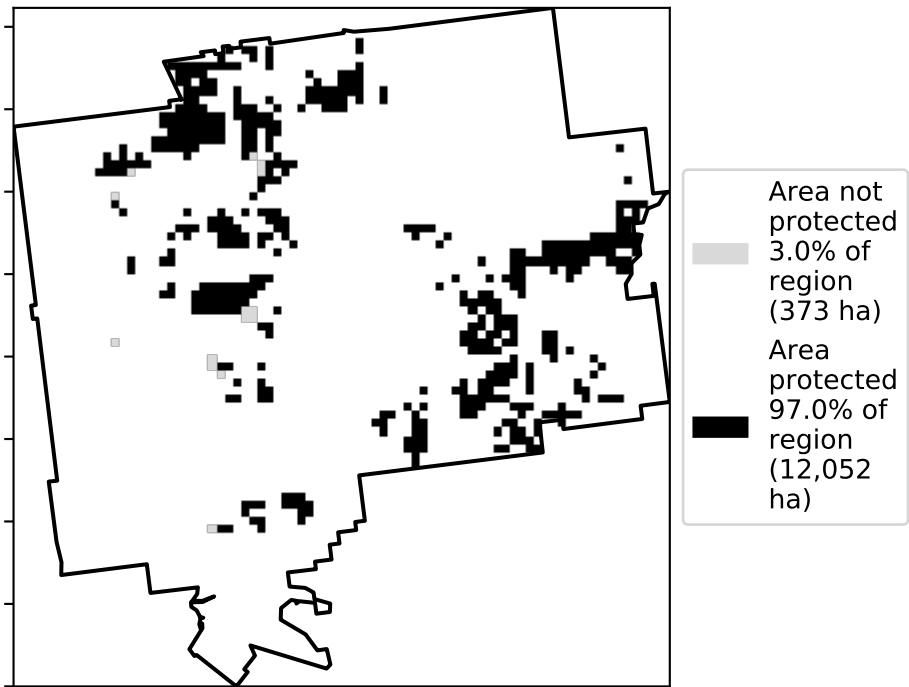 Area not
protected
3.0% of
region
(373 ha)
Area
protected
97.0% of
region
(12,052
ha)